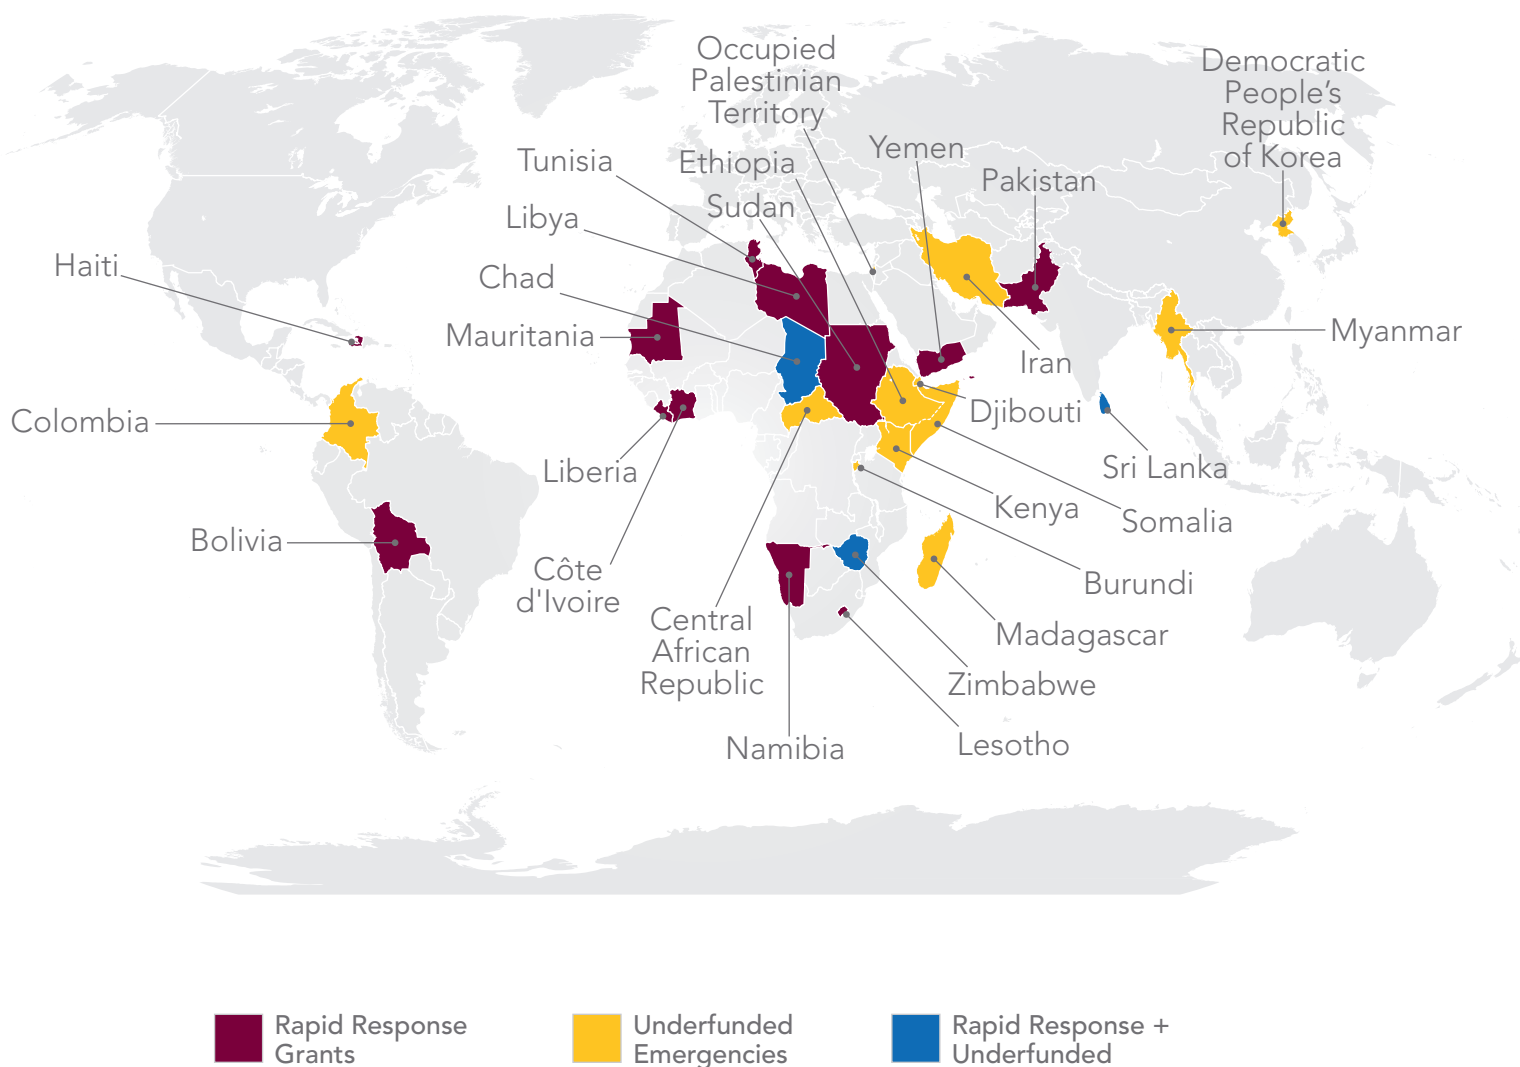 Occupied
Palestinian
Territory
Democratic
People's
Republic
of Korea
Tunisia
Ethiopia
Yemen
Pakistan
Libya
Sudan
Haiti
Chad
Mauritania
Iran
Myanmar
Colombia
Djibouti
Liberia
Sri Lanka
Kenya
Somalia
Bolivia
Côte
d'Ivoire
Burundi
Central
African
Republic
Madagascar
Zimbabwe
Namibia
Lesotho
Rapid Response
Grants
Underfunded
Emergencies
Rapid Response +
Underfunded